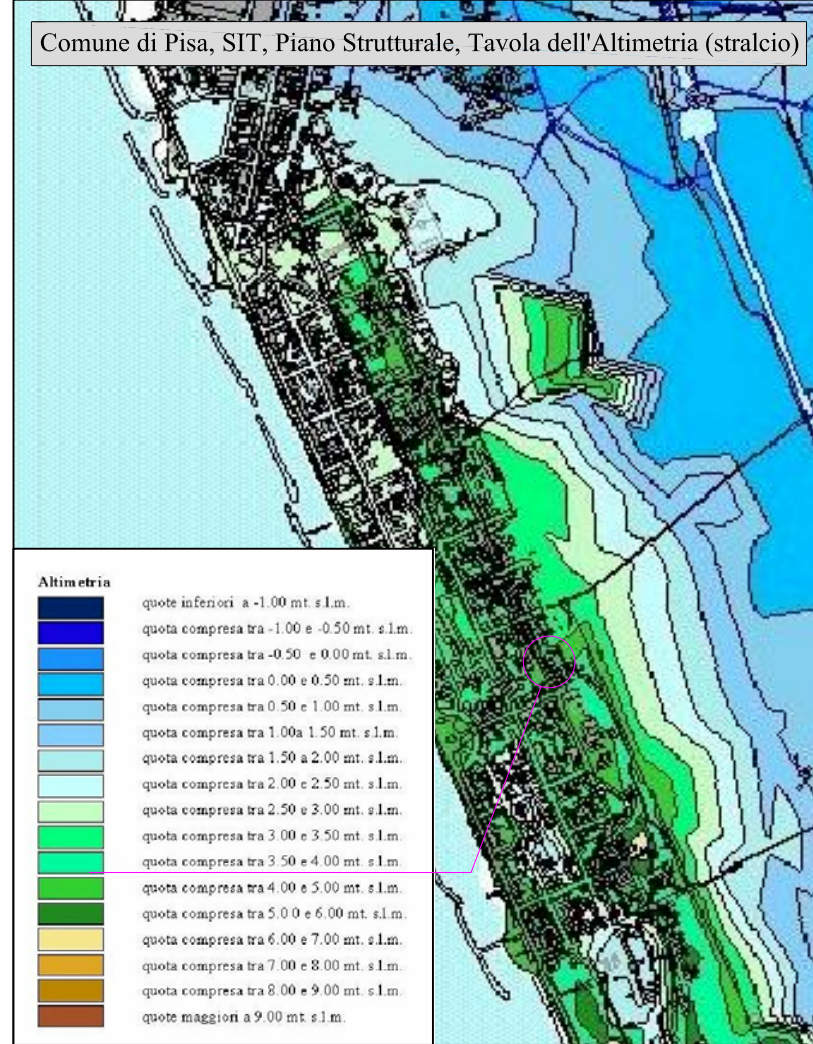 Comune di Pisa, SIT, Piano Strutturale, Tavola dell'Altimetria (stralcio)
Altimetria
quote inferiori a -1.00 mt. s.l.m.
quota compresa tra -1.00 e -0.50 mt. s.l.m.
quota compresa tra -0.50 e 0.00 mt. s.l.m.
quota compresa tra 0.00 e 0.50 mt. s.l.m.
quota compresa tra 0.50 e 1.00 mt. s.l.m.
quota compresa tra 1.00a 1.50 mt. s.l.m.
quota compresa tra 1.50 a 2.00 mt. s.l.m.
quota compresa tra 2.00 e 2.50 mt. s.l.m.
quota compresa tra 2.50 e 3.00 mt. s.l.m.
quota compresa tra 3.00 e 3.50 mt. s.l.m.
quota compresa tra 3.50 e 4.00 mt. s.l.m.
quota compresa tra 4.00 e 5.00 mt. s.l.m.
quota compresa tra 5.0 0 e 6.00 mt. s.l.m.
quota compresa tra 6.00 e 7.00 mt. s.l.m.
quota compresa tra 7.00 e 8.00 mt. s.l.m.
quota compresa tra 8.00 e 9.00 mt. s.l.m.
quote maggiori a 9.00 mt. s.l.m.